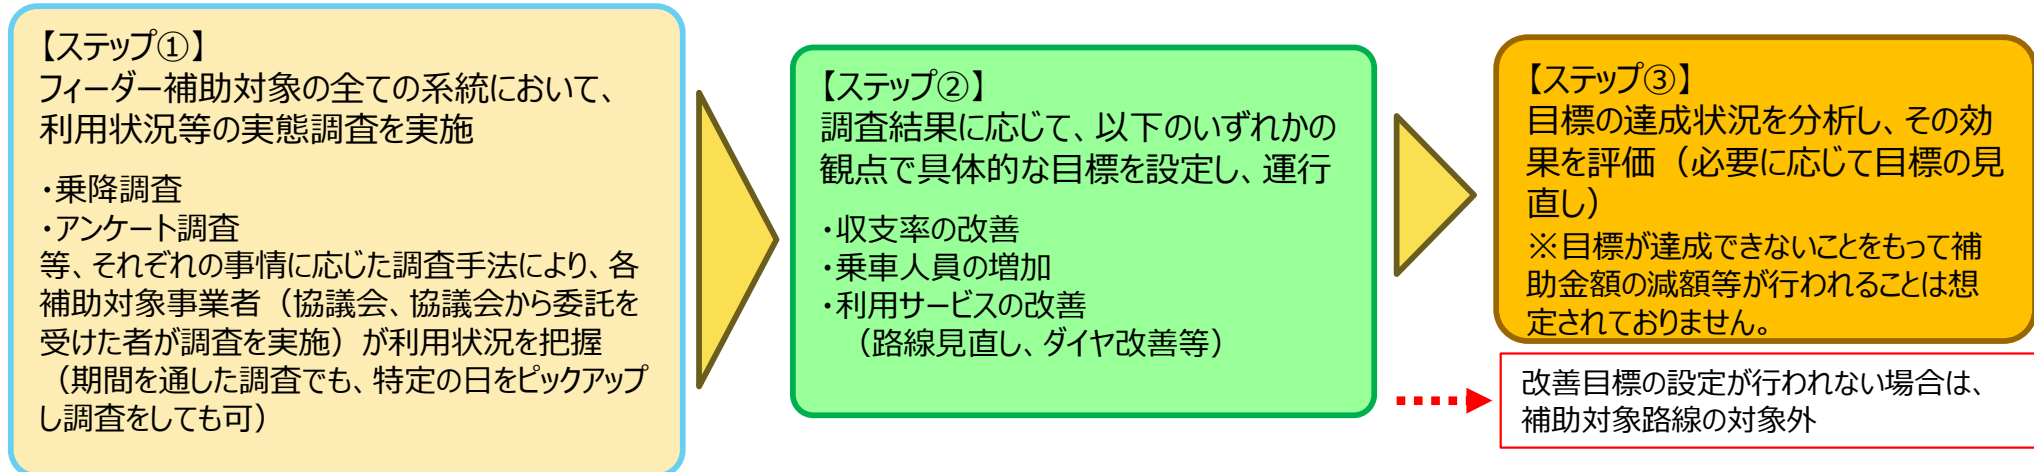 【ステップ①】
フィーダー補助対象の全ての系統において、
利用状況等の実態調査を実施
・乗降調査
・アンケート調査
等、それぞれの事情に応じた調査手法により、各
補助対象事業者（協議会、協議会から委託を
受けた者が調査を実施）が利用状況を把握
（期間を通した調査でも、特定の日をピックアップ
し調査をしても可）
【ステップ②】
調査結果に応じて、以下のいずれかの
観点で具体的な目標を設定し、運行
・収支率の改善
・乗車人員の増加
・利用サービスの改善
（路線見直し、ダイヤ改善等）
【ステップ③】
目標の達成状況を分析し、その効
果を評価（必要に応じて目標の見
直し）
※目標が達成できないことをもって補
助金額の減額等が行われることは想
定されておりません。
改善目標の設定が行われない場合は、
補助対象路線の対象外